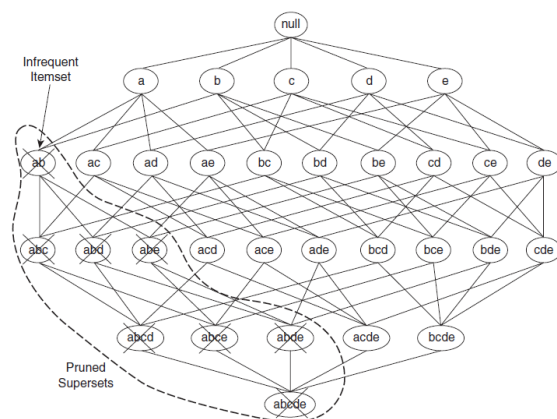 null
Infrequent
Itemset
a b c d e
ab ac ad ae bc bd be cd ce de
abc abd abe acd ace ade bcd bce bde cde
abcd abce abde acde bcde
Pruned
Supersets
abcde